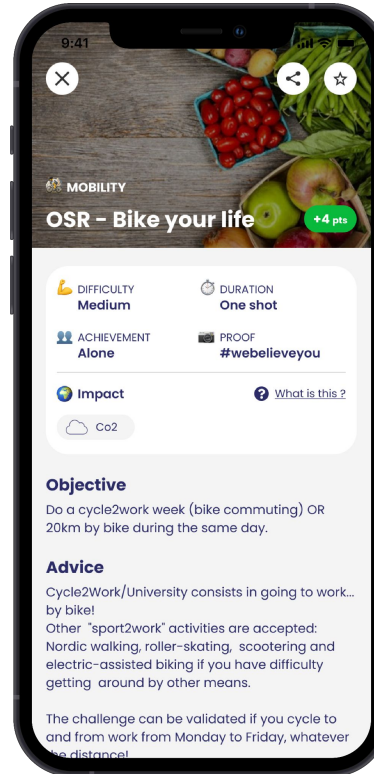 9:41
MOBILITY
OSR - Bike your life
+4 pts
DIFFICULTY
Medium
DURATION
One shot
ACHIEVEMENT
Alone
PROOF
#webelieveyou
Impact
? What is this ?
Co2
Objective
Do a cycle2work week (bike commuting) OR
20km by bike during the same day.
Advice
Cycle2Work/University consists in going to work...
by bike!
Other "sport2work" activities are accepted:
Nordic walking, roller-skating, scootering and
electric-assisted biking if you have difficulty
getting around by other means.
The challenge can be validated if you cycle to
and from work from Monday to Friday, whatever
the distance!